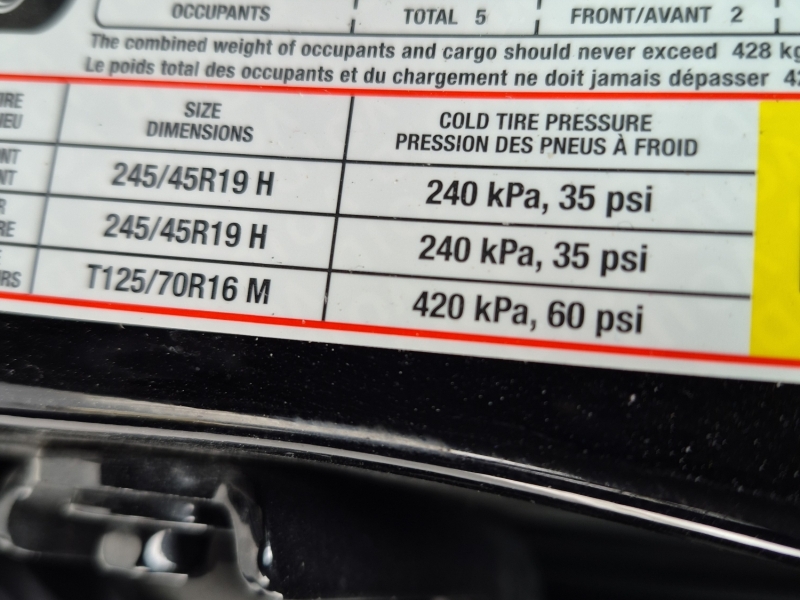 OCCUPANTS TOTAL 5 FRONT/AVANT 2
The combined weight of occupants and cargo should never exceed 428 kg
Le poids total des occupants et du chargement ne doit jamais dépasser 42
SIZE
DIMENSIONS
COLD TIRE PRESSURE
PRESSION DES PNEUS À FROID
245/45R19 H 240 kPa, 35 psi
245/45R19 H 240 kPa, 35 psi
T125/70R16 M 420 kPa, 60 psi